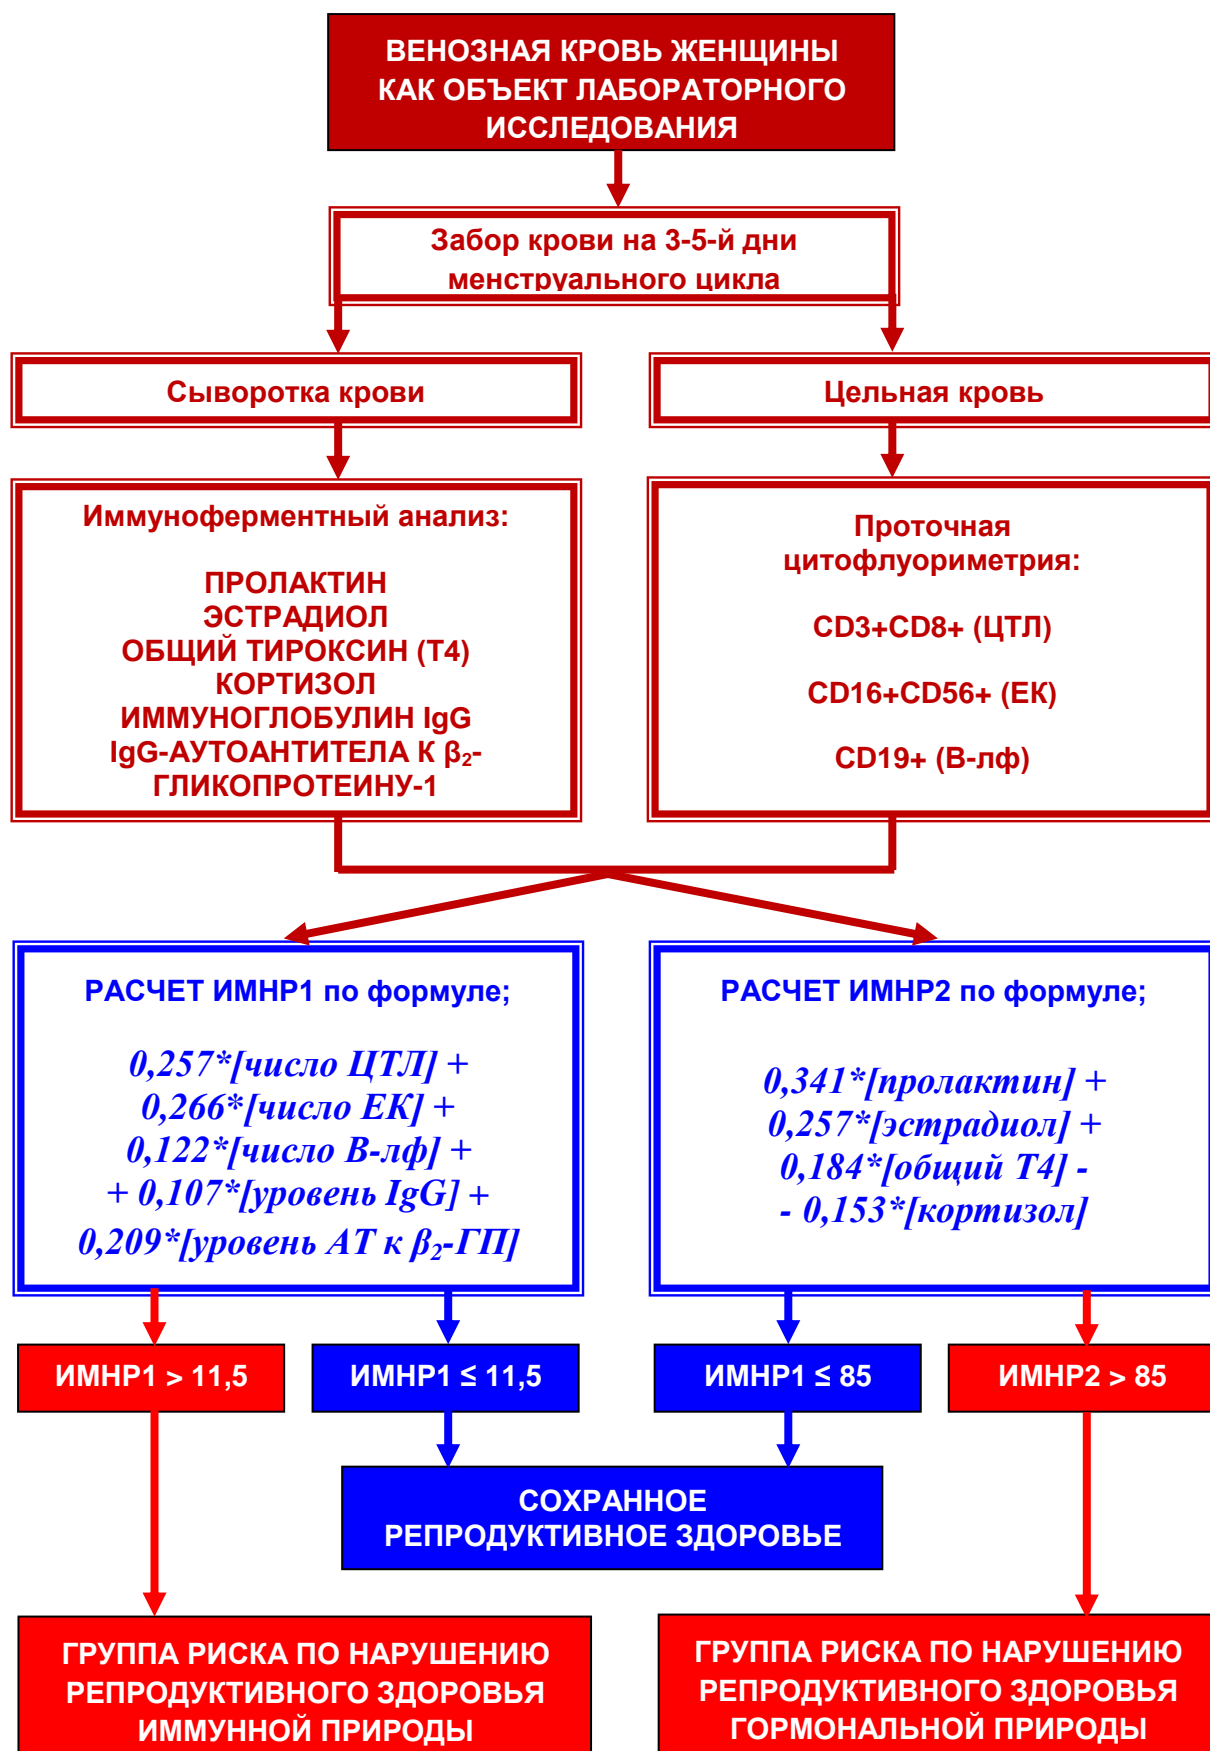 ВЕНОЗНАЯ КРОВЬ ЖЕНЩИНЫ
КАК ОБЪЕКТ ЛАБОРАТОРНОГО
ИССЛЕДОВАНИЯ
Забор крови на 3-5-й дни
менструального цикла
Сыворотка крови
Цельная кровь
Иммуноферментный анализ:
ПРОЛАКТИН
ЭСТРАДИОЛ
ОБЩИЙ ТИРОКСИН (Т4)
КОРТИЗОЛ
ИММУНОГЛОБУЛИН IgG
IgG-АУТОАНТИТЕЛА К β₂-
ГЛИКОПРОТЕИНУ-1
Проточная
цитофлуориметрия:
CD3+CD8+ (ЦТЛ)
CD16+CD56+ (ЕК)
CD19+ (В-лф)
РАСЧЕТ ИМНР1 по формуле;
0,257*[число ЦТЛ] +
0,266*[число ЕК] +
0,122*[число В-лф] +
+ 0,107*[уровень IgG] +
0,209*[уровень АТ к β₂-ГП]
РАСЧЕТ ИМНР2 по формуле;
0,341*[пролактин] +
0,257*[эстрадиол] +
0,184*[общий Т4] -
- 0,153*[кортизол]
ИМНР1 > 11,5
ИМНР1 ≤ 11,5
ИМНР1 ≤ 85
ИМНР2 > 85
СОХРАННОЕ
РЕПРОДУКТИВНОЕ ЗДОРОВЬЕ
ГРУППА РИСКА ПО НАРУШЕНИЮ
РЕПРОДУКТИВНОГО ЗДОРОВЬЯ
ИММУННОЙ ПРИРОДЫ
ГРУППА РИСКА ПО НАРУШЕНИЮ
РЕПРОДУКТИВНОГО ЗДОРОВЬЯ
ГОРМОНАЛЬНОЙ ПРИРОДЫ